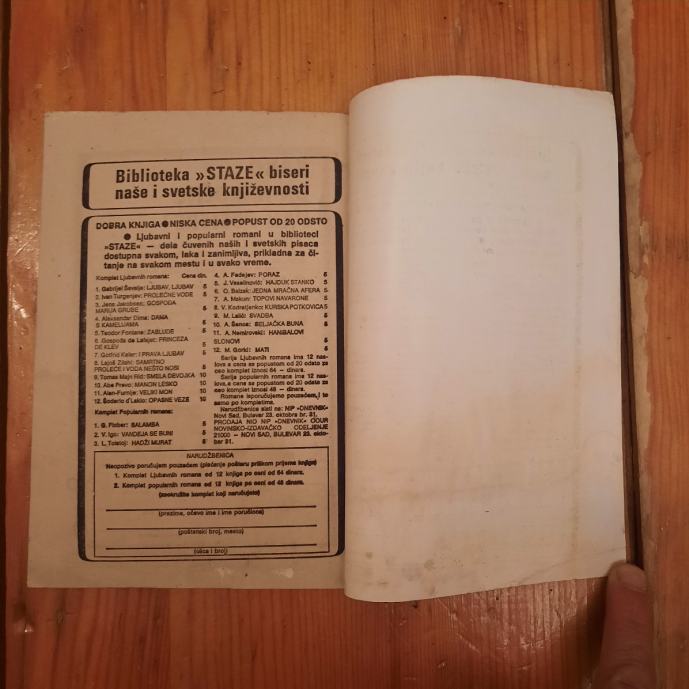 Biblioteka »STAZE« biseri
naše i svetske književnosti
DOBRA KNJIGA ● NISKA CENA ● POPUST OD 20 ODSTO
● Ljubavni i popularni romani u biblioteci
»STAZE« — dela čuvenih naših i svetskih pisaca
dostupna svakom, laka i zanimljiva, prikladna za či-
tanje na svakom mestu i u svako vreme.
Komplet Ljubavnih romana: Cena din.
1. Gabrijel Ševalje: LJUBAV, LJUBAV 5
2. Ivan Turgenjev: PROLEĆNE VODE 5
3. Jens Jakobsen: GOSPOĐA
MARIJA GRUBE 5
4. Aleksandar Dima: DAMA
S KAMELIJAMA 5
5. Teodor Fontane: ZABLUDE 5
6. Gospođa de Lafajet: PRINCEZA
DE KLEV 5
7. Gotfrid Keler: I PRAVA LJUBAV 5
8. Lajoš Zilahi: SAMRTNO
PROLEĆE I VODA NEŠTO NOSI 5
9. Tomas Majn Rid: SMELA DEVOJKA 10
10. Abe Prevo: MANON LESKO 10
11. Alan-Furnije: VELIKI MON 10
12. Šoderlo d'Laklo: OPASNE VEZE 10
Komplet Popularnih romana:
1. G. Flober: SALAMBA 5
2. V. Igo: VANDEJA SE BUNI 5
3. L. Tolstoj: HADŽI MURAT 5
4. A. Fadejev: PORAZ 5
5. J. Veselinović: HAJDUK STANKO 5
6. O. Balzak: JEDNA MRAČNA AFERA 5
7. A. Meklin: TOPOVI NAVARONE 5
8. V. Kondratjenko: KURSKA POTKOVICA 5
9. M. Lalić: SVADBA 5
10. A. Šenoa: SELJAČKA BUNA 5
11. A. Nemirovski: HANIBALOVI
SLONOVI 5
12. M. Gorki: MATI 5
Serija Ljubavnih romana ima 12 nas-
lova, a cena sa popustom od 20 odsto za
ceo komplet iznosi 64 — dinara.
Serija popularnih romana ima 12 nas-
lova a cena sa popustom od 20 odsto za
ceo komplet iznosi 48 — dinara.
Romane isporučujemo pouzećem, i to
samo po kompletima.
Narudžbenice slati na: NIP »DNEVNIK«
Novi Sad, Bulevar 23. oktobra br. 31.
PRODAJA NIO NIP »DNEVNIK« OOUR
NOVINSKO-IZDAVAČKO ODELJENJE
21000 — NOVI SAD, BULEVAR 23. okto-
bar 31.
NARUDŽBENICA
Neopozivo poručujem pouzećem (plaćanje poštaru prilikom prijema knjiga)
1. Komplet Ljubavnih romana od 12 knjiga po ceni od 64 dinara.
2. Komplet popularnih romana od 12 knjiga po ceni od 48 dinara.
(zaokružite komplet koji naručujete)
(prezime, očevo ime i ime poručioca)
(poštanski broj, mesto)
(ulica i broj)